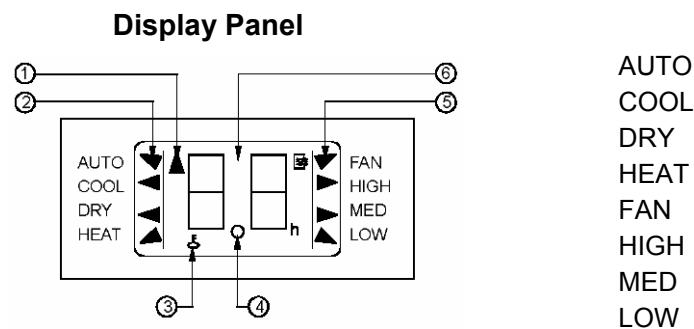 Display Panel
① ⑥
② ⑤
AUTO FAN
COOL HIGH
DRY MED
HEAT h LOW
③ ④
AUTO
COOL
DRY
HEAT
FAN
HIGH
MED
LOW